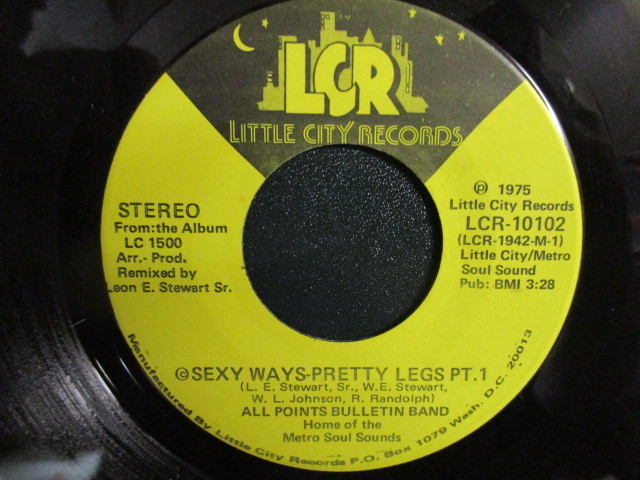 LCR
LITTLE CITY RECORDS
STEREO
From:the Album
LC 1500
Arr.- Prod.
Remixed by
Leon E. Stewart Sr.
℗ 1975
Little City Records
LCR-10102
(LCR-1942-M-1)
Little City/Metro
Soul Sound
Pub: BMI 3:28
©SEXY WAYS-PRETTY LEGS PT.1
(L. E. Stewart, Sr., W.E. Stewart,
W. L. Johnson, R. Randolph)
ALL POINTS BULLETIN BAND
Home of the
Metro Soul Sounds
Manufactured By Little City Records P.O. Box 1079 Wash. D.C. 20013